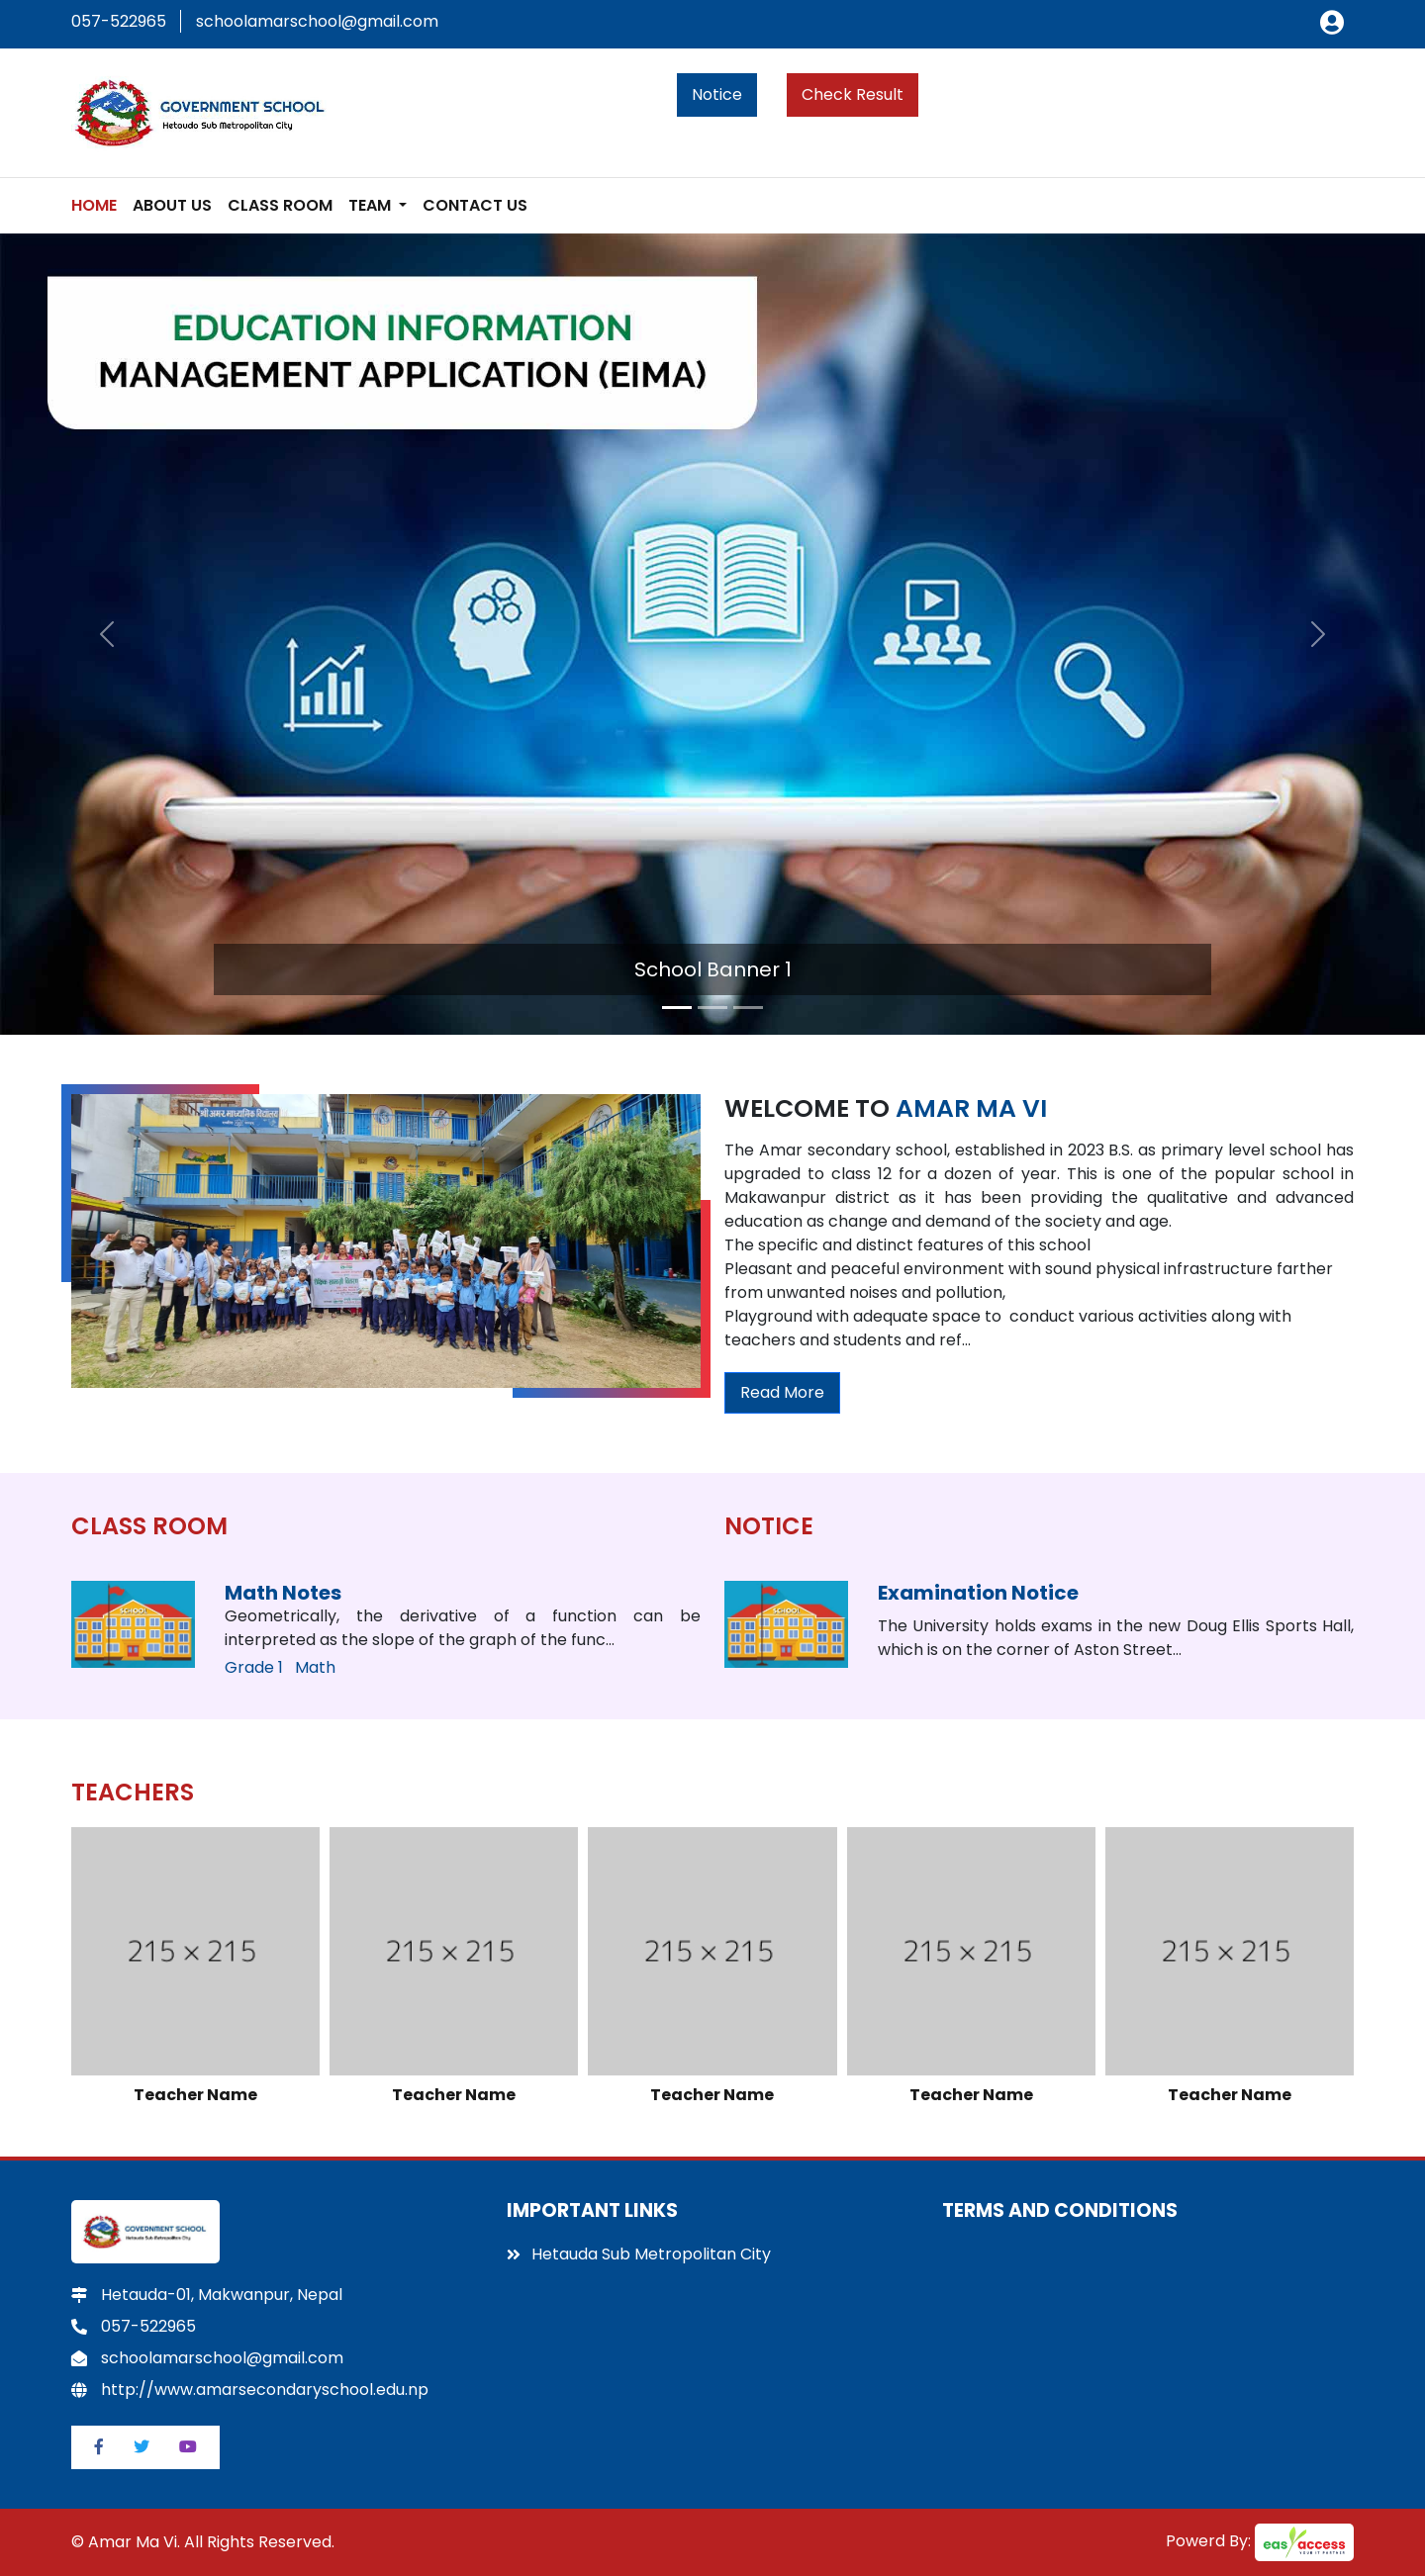 057-522965
schoolamarschool@gmail.com
GOVERNMENT SCHOOL
Hetauda Sub Metropolitan City
Notice
Check Result
HOME
ABOUT US
CLASS ROOM
TEAM
CONTACT US
EDUCATION INFORMATION
MANAGEMENT APPLICATION (EIMA)
School Banner 1
WELCOME TO AMAR MA VI
The Amar secondary school, established in 2023 B.S. as primary level school has
upgraded to class 12 for a dozen of year. This is one of the popular school in
Makawanpur district as it has been providing the qualitative and advanced
education as change and demand of the society and age.
The specific and distinct features of this school
Pleasant and peaceful environment with sound physical infrastructure farther
from unwanted noises and pollution,
Playground with adequate space to conduct various activities along with
teachers and students and ref...
Read More
CLASS ROOM
Math Notes
Geometrically, the derivative of a function can be
interpreted as the slope of the graph of the func...
Grade 1 Math
NOTICE
Examination Notice
The University holds exams in the new Doug Ellis Sports Hall,
which is on the corner of Aston Street...
TEACHERS
215 × 215
215 × 215
215 × 215
215 × 215
215 × 215
Teacher Name
Teacher Name
Teacher Name
Teacher Name
Teacher Name
GOVERNMENT SCHOOL
Hetauda Sub Metropolitan City
Hetauda-01, Makwanpur, Nepal
057-522965
schoolamarschool@gmail.com
http://www.amarsecondaryschool.edu.np
IMPORTANT LINKS
Hetauda Sub Metropolitan City
TERMS AND CONDITIONS
© Amar Ma Vi. All Rights Reserved.
Powerd By: easy access
YOUR IT PARTNER